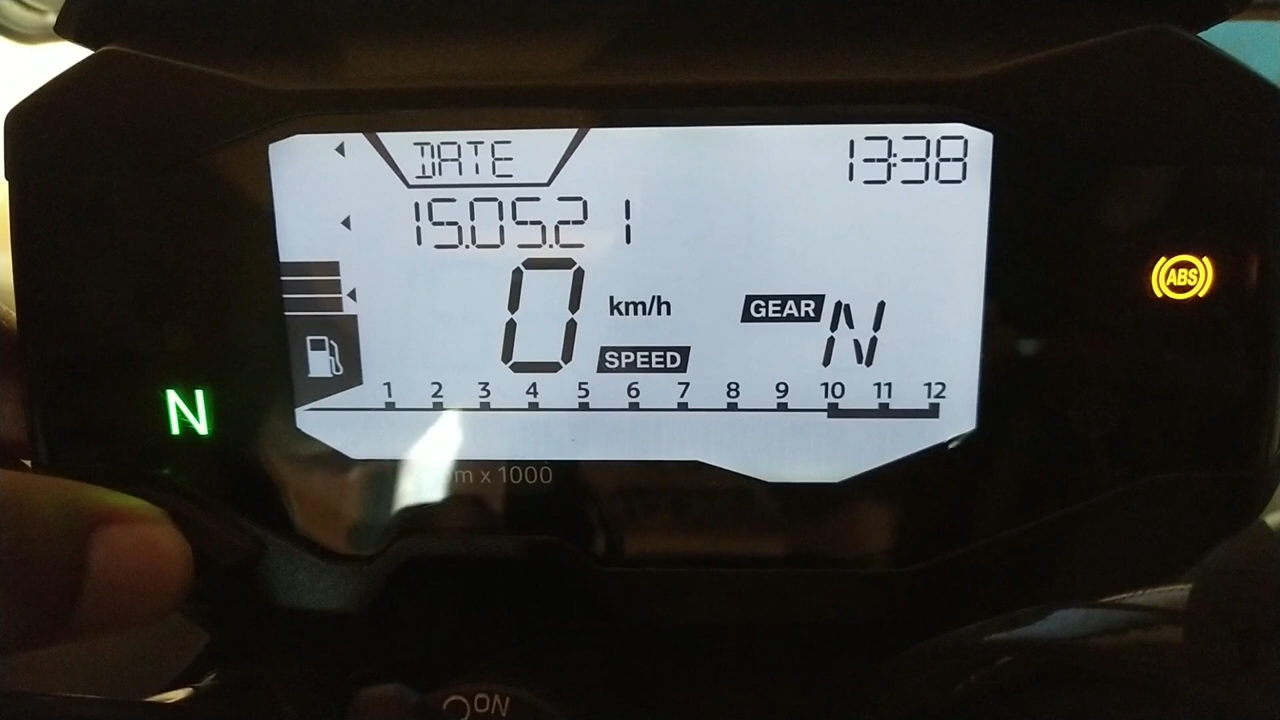 DATE
13:38
15.05.21
0 km/h
SPEED
GEAR N
ABS
N
1 2 3 4 5 6 7 8 9 10 11 12
m x 1000
ON